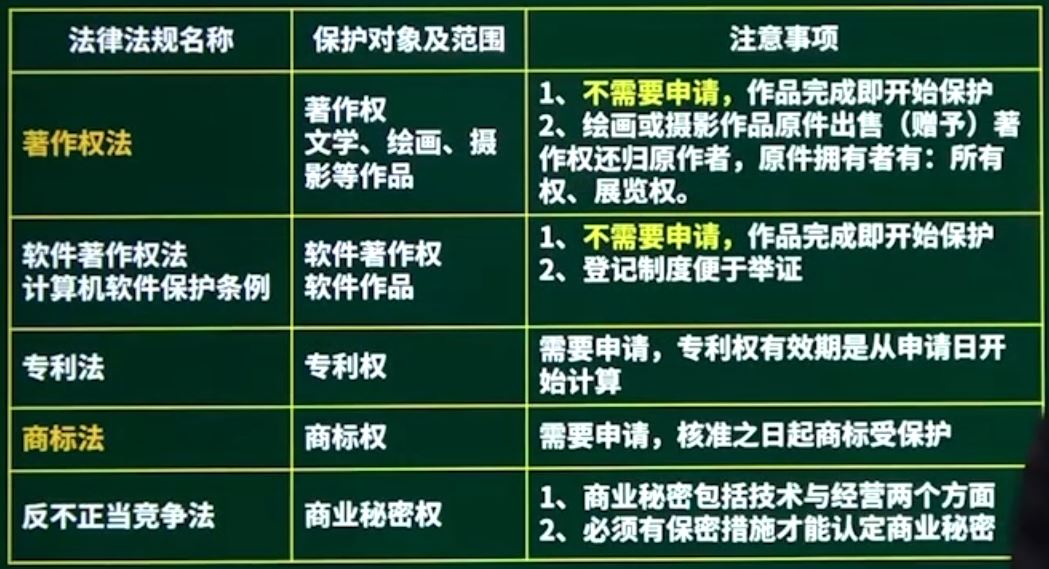 法律法规名称
保护对象及范围
注意事项
著作权法
著作权
文学、绘画、摄
影等作品
1、不需要申请，作品完成即开始保护
2、绘画或摄影作品原件出售（赠予）著
作权还归原作者，原件拥有者有：所有
权、展览权。
软件著作权法
计算机软件保护条例
软件著作权
软件作品
1、不需要申请，作品完成即开始保护
2、登记制度便于举证
专利法
专利权
需要申请，专利权有效期是从申请日开
始计算
商标法
商标权
需要申请，核准之日起商标受保护
反不正当竞争法
商业秘密权
1、商业秘密包括技术与经营两个方面
2、必须有保密措施才能认定商业秘密